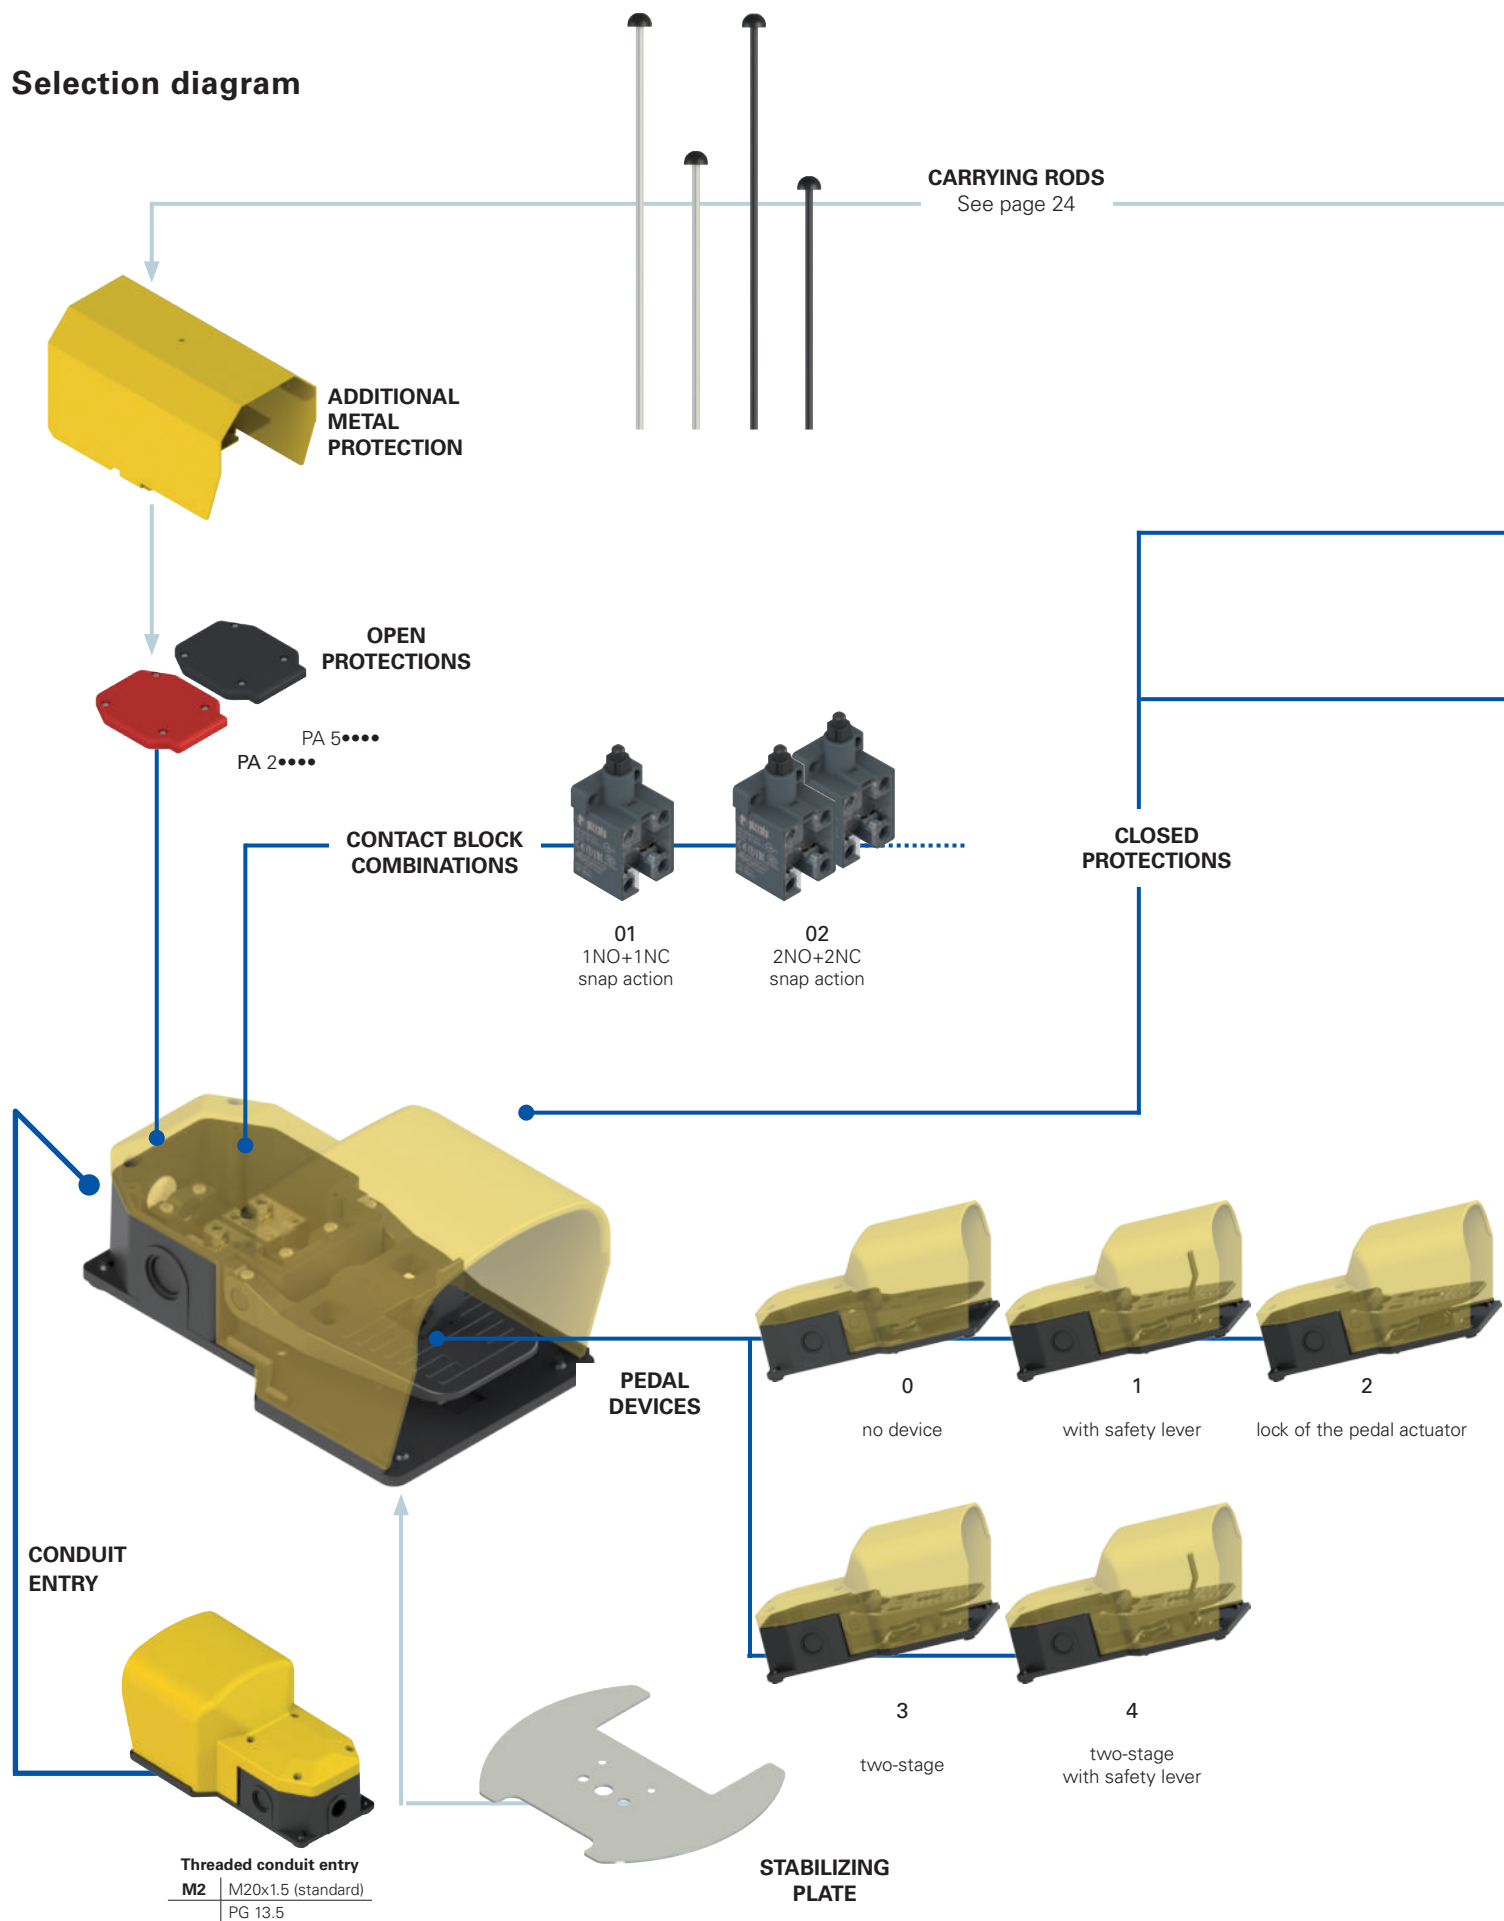 Selection diagram
CARRYING RODS
See page 24
ADDITIONAL
METAL
PROTECTION
OPEN
PROTECTIONS
PA 5••••
PA 2••••
CONTACT BLOCK
COMBINATIONS
01
1NO+1NC
snap action
02
2NO+2NC
snap action
CLOSED
PROTECTIONS
PEDAL
DEVICES
0
no device
1
with safety lever
2
lock of the pedal actuator
3
two-stage
4
two-stage
with safety lever
CONDUIT
ENTRY
Threaded conduit entry
M2 M20x1.5 (standard)
PG 13.5
STABILIZING
PLATE